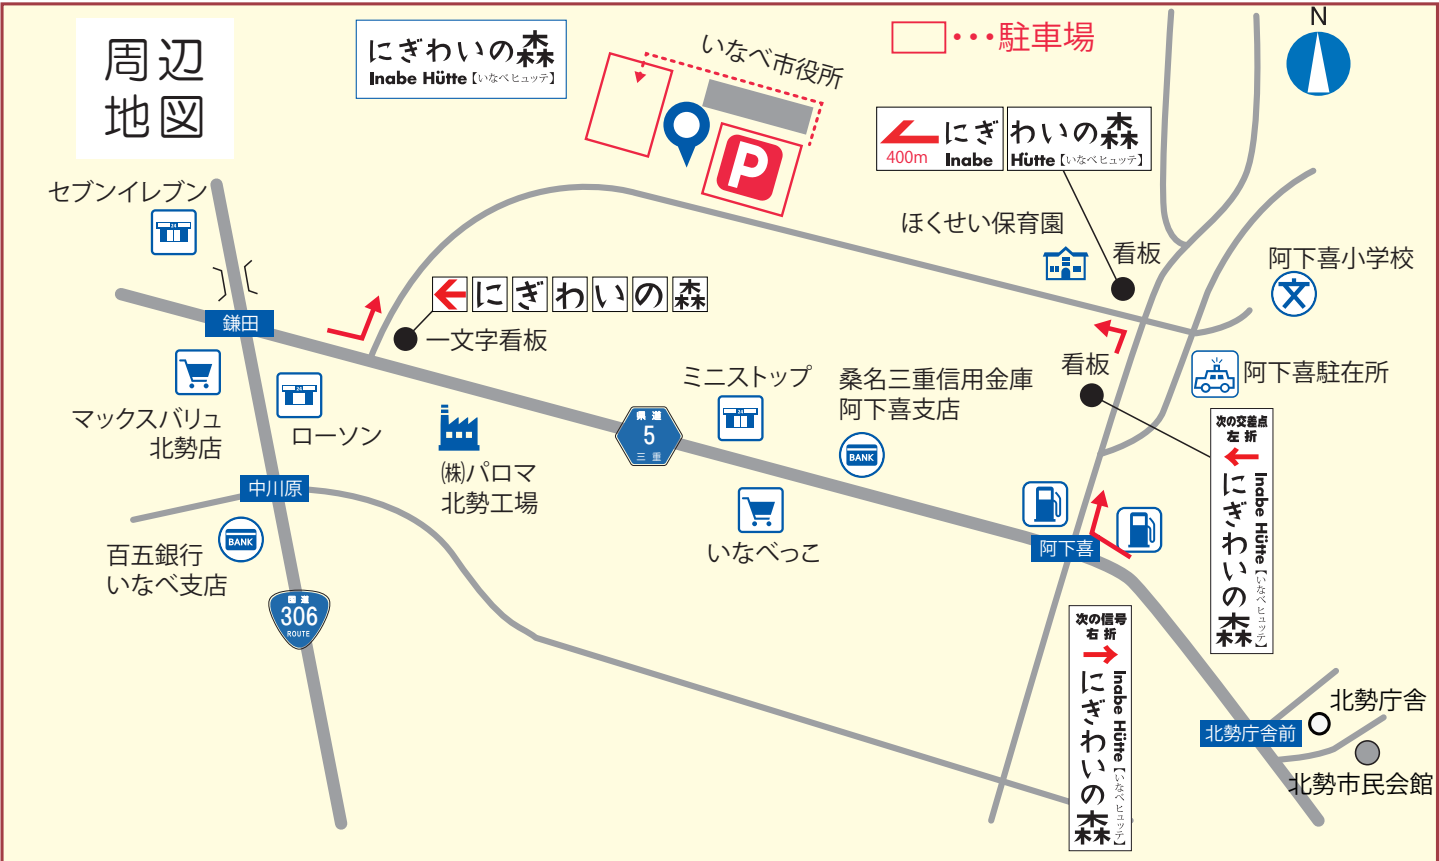 周辺
地図
にぎわいの森
Inabe Hütte【いなべヒュッテ】
いなべ市役所
P
・・・駐車場
N
400m
にぎ
Inabe
わいの森
Hütte【いなべヒュッテ】
セブンイレブン
ほくせい保育園
看板
阿下喜小学校
文
鎌田
にぎわいの森
一文字看板
マックスバリュ
北勢店
ローソン
㈱パロマ
北勢工場
県道
5
三重
ミニストップ
桑名三重信用金庫
阿下喜支店
BANK
看板
阿下喜駐在所
次の交差点
左折
にぎわいの森
Inabe Hütte【いなべヒュッテ】
中川原
百五銀行
いなべ支店
BANK
国道
306
ROUTE
いなべっこ
阿下喜
次の信号
右折
にぎわいの森
Inabe Hütte【いなべヒュッテ】
北勢庁舎
北勢庁舎前
北勢市民会館